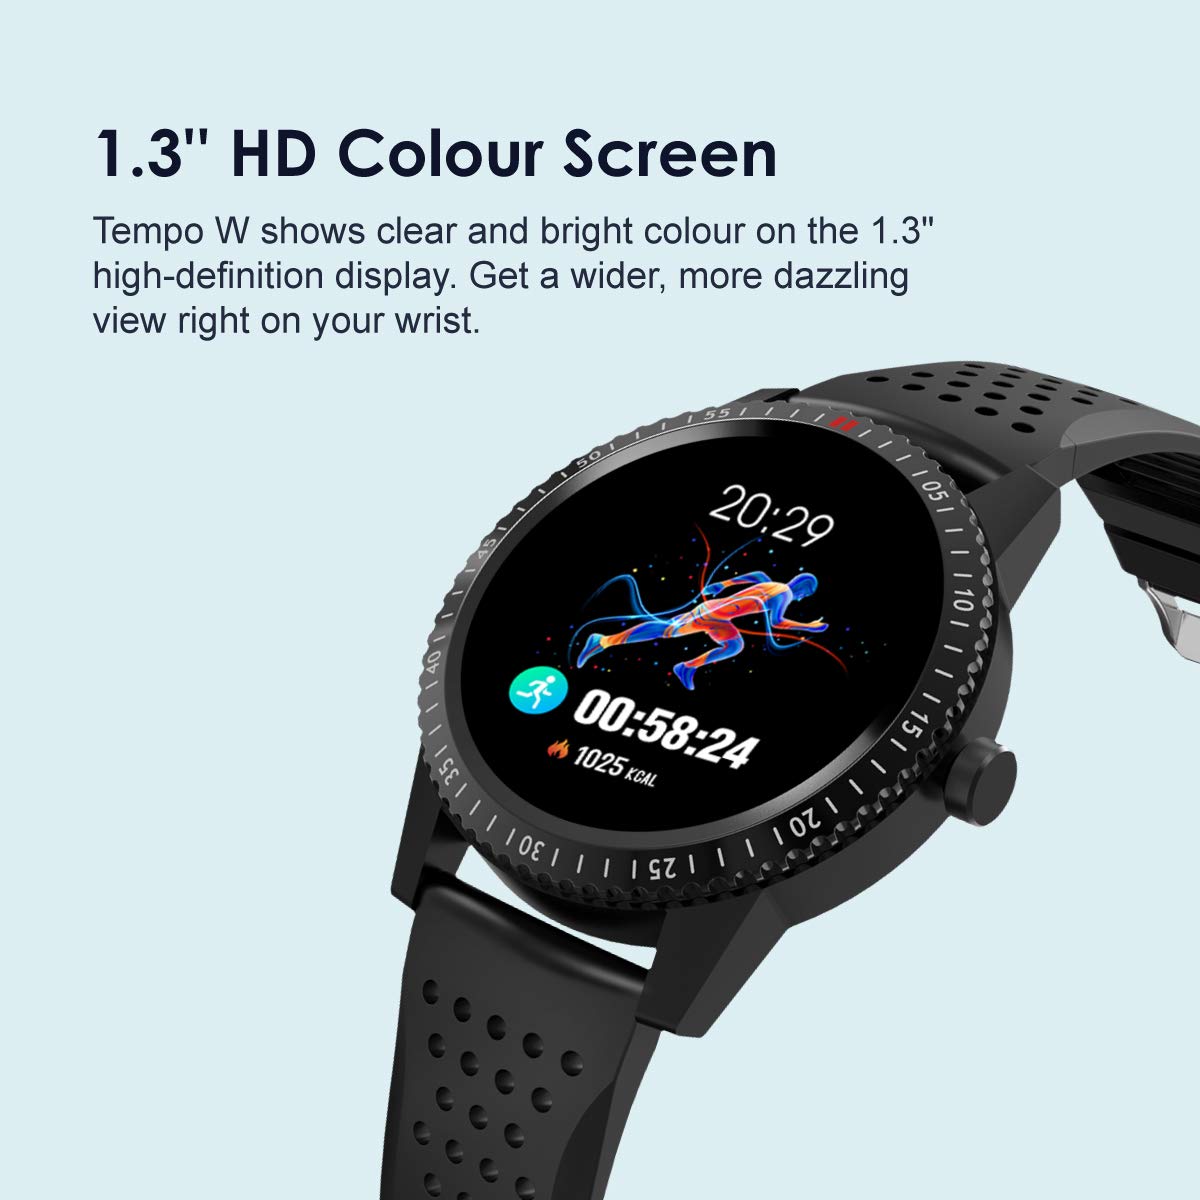 1.3" HD Colour Screen
Tempo W shows clear and bright colour on the 1.3"
high-definition display. Get a wider, more dazzling
view right on your wrist.
55
05
10
15
20
25
30
35
40
45
50
20:29
00:58:24
1025 KCAL